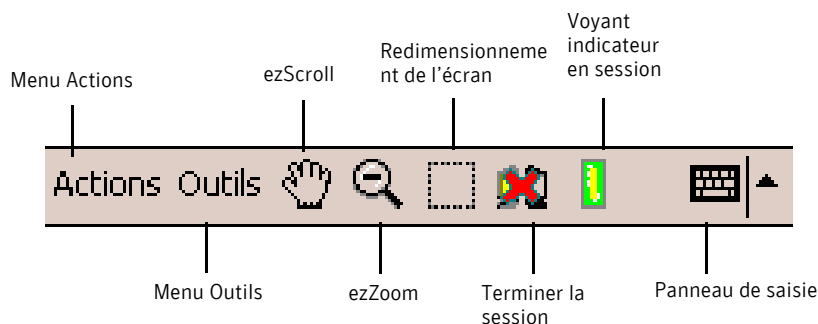 Voyant
indicateur
en session
Redimensionneme
nt de l'écran
ezScroll
Menu Actions
Actions Outils
Menu Outils
ezZoom
Terminer la
session
Panneau de saisie